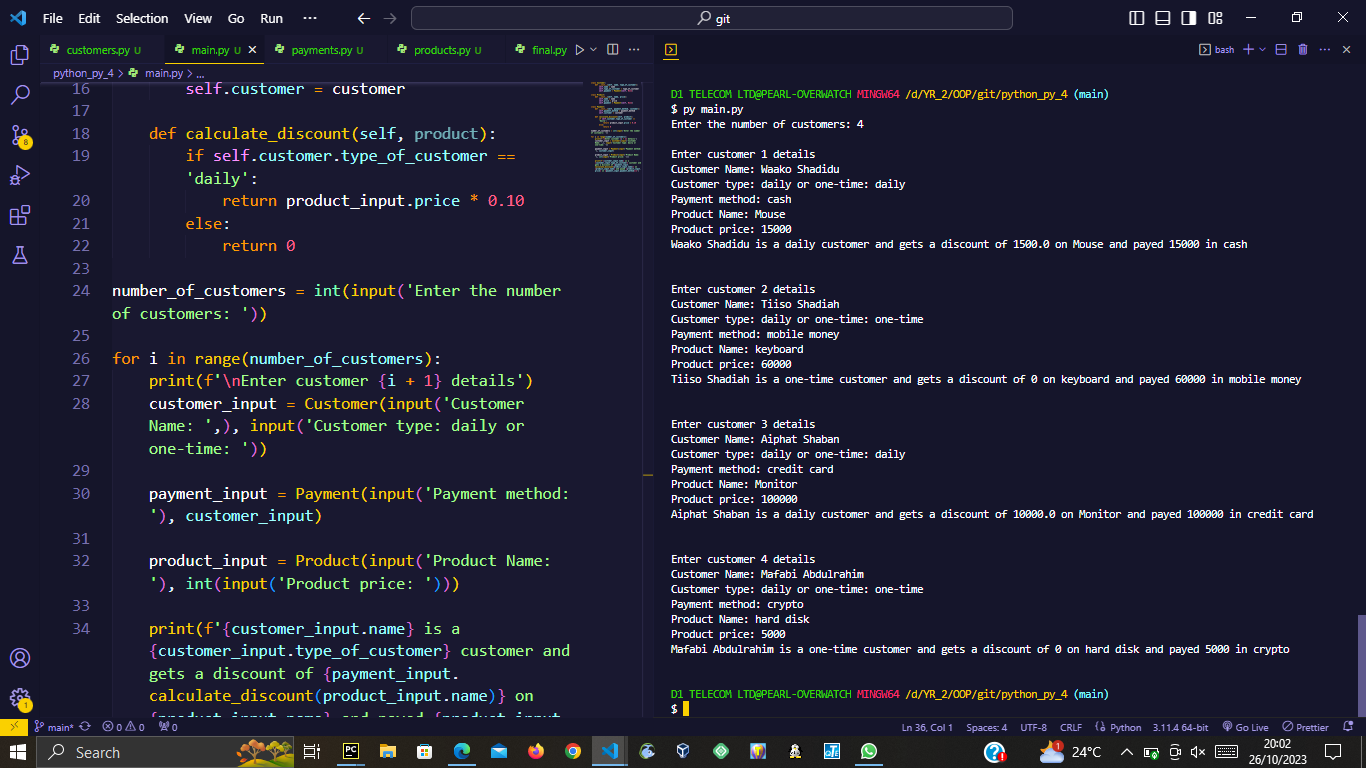 File Edit Selection View Go Run ··· git
customers.py U main.py U payments.py U products.py U final.py
python_py_4 > main.py > ...
16 self.customer = customer
17
18 def calculate_discount(self, product):
19 if self.customer.type_of_customer ==
'daily':
20 return product_input.price * 0.10
21 else:
22 return 0
23
24 number_of_customers = int(input('Enter the number
of customers: '))
25
26 for i in range(number_of_customers):
27 print(f'\nEnter customer {i + 1} details')
28 customer_input = Customer(input('Customer
Name: ',), input('Customer type: daily or
one-time: '))
29
30 payment_input = Payment(input('Payment method:
'), customer_input)
31
32 product_input = Product(input('Product Name:
'), int(input('Product price: ')))
33
34 print(f'{customer_input.name} is a
{customer_input.type_of_customer} customer and
gets a discount of {payment_input.
calculate_discount(product_input.name)} on
{product_input.name} and payed {product_input.
bash
D1 TELECOM LTD@PEARL-OVERWATCH MINGW64 /d/YR_2/OOP/git/python_py_4 (main)
$ py main.py
Enter the number of customers: 4
Enter customer 1 details
Customer Name: Waako Shadidu
Customer type: daily or one-time: daily
Payment method: cash
Product Name: Mouse
Product price: 15000
Waako Shadidu is a daily customer and gets a discount of 1500.0 on Mouse and payed 15000 in cash
Enter customer 2 details
Customer Name: Tiiso Shadiah
Customer type: daily or one-time: one-time
Payment method: mobile money
Product Name: keyboard
Product price: 60000
Tiiso Shadiah is a one-time customer and gets a discount of 0 on keyboard and payed 60000 in mobile money
Enter customer 3 details
Customer Name: Aiphat Shaban
Customer type: daily or one-time: daily
Payment method: credit card
Product Name: Monitor
Product price: 100000
Aiphat Shaban is a daily customer and gets a discount of 10000.0 on Monitor and payed 100000 in credit card
Enter customer 4 details
Customer Name: Mafabi Abdulrahim
Customer type: daily or one-time: one-time
Payment method: crypto
Product Name: hard disk
Product price: 5000
Mafabi Abdulrahim is a one-time customer and gets a discount of 0 on hard disk and payed 5000 in crypto
D1 TELECOM LTD@PEARL-OVERWATCH MINGW64 /d/YR_2/OOP/git/python_py_4 (main)
$
8
1
main* 0 0 0 Ln 36, Col 1 Spaces: 4 UTF-8 CRLF Python 3.11.4 64-bit Go Live Prettier
Search 24°C 20:02
26/10/2023